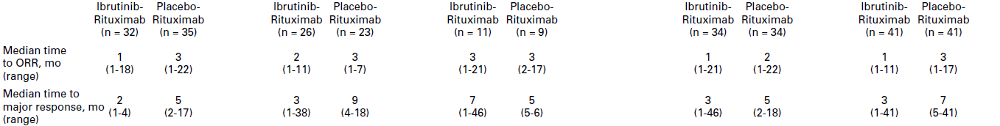 Ibrutinib- Placebo- Ibrutinib- Placebo- Ibrutinib- Placebo- Ibrutinib- Placebo- Ibrutinib- Placebo-
Rituximab Rituximab Rituximab Rituximab Rituximab Rituximab Rituximab Rituximab Rituximab Rituximab
(n = 32) (n = 35) (n = 26) (n = 23) (n = 11) (n = 9) (n = 34) (n = 34) (n = 41) (n = 41)
Median time
to ORR, mo 1 3 2 3 3 3 1 2 1 3
(range) (1-18) (1-22) (1-11) (1-7) (1-21) (2-17) (1-21) (1-22) (1-11) (1-17)
Median time to
major response, mo 2 5 3 9 7 5 3 5 3 7
(range) (1-4) (2-17) (1-38) (4-18) (1-46) (5-6) (1-46) (2-18) (1-41) (5-41)